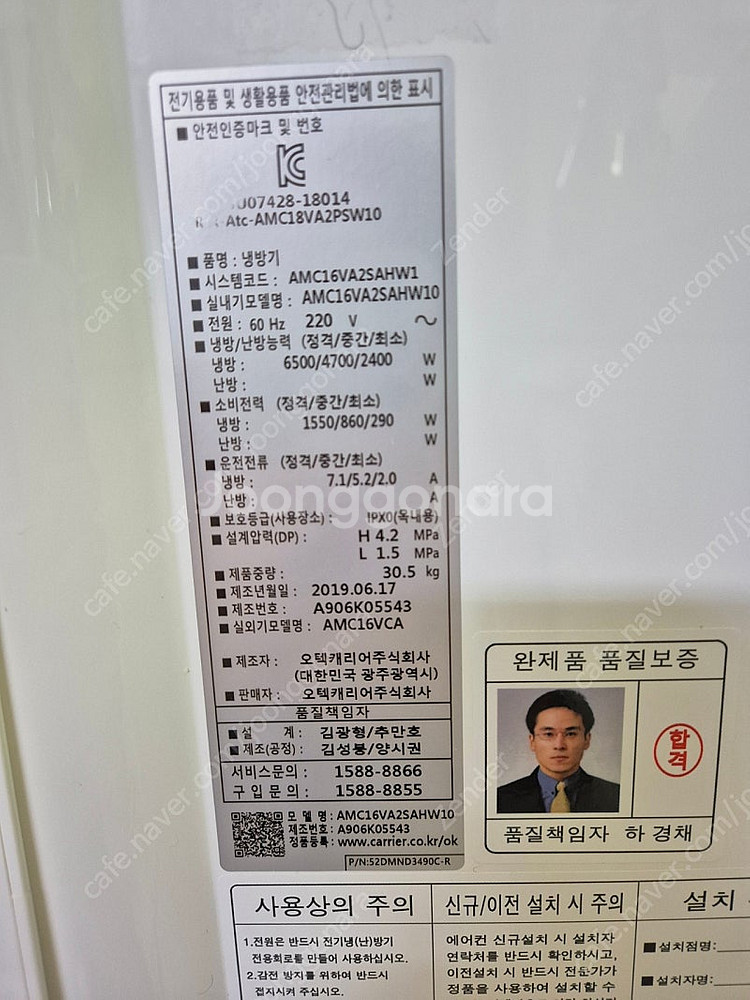 전기용품 및 생활용품 안전관리법에 의한 표시
■ 안전인증마크 및 번호
U07428-18014
Atc-AMC18VA2PSW10
■ 품명 : 냉방기
■ 시스템코드 : AMC16VA2SAHW1
■ 실내기모델명 : AMC16VA2SAHW10
■ 전원 : 60 Hz 220 V ~
■ 냉방/난방능력 (정격/중간/최소)
냉방 : 6500/4700/2400 W
난방 : W
■ 소비전력 (정격/중간/최소)
냉방 : 1550/860/290 W
난방 : W
■ 운전전류 (정격/중간/최소)
냉방 : 7.1/5.2/2.0 A
난방 : A
■ 보호등급(사용장소) : IPX0(옥내용)
■ 설계압력(DP) : H 4.2 MPa
L 1.5 MPa
■ 제품중량 : 30.5 kg
■ 제조년월일 : 2019.06.17
■ 제조번호 : A906K05543
■ 실외기모델명 : AMC16VCA
■ 제조자 : 오텍캐리어주식회사
(대한민국 광주광역시)
■ 판매자 : 오텍캐리어주식회사
품질책임자
■ 설 계 : 김광형/추만호
■ 제조(공정) : 김성봉/양시권
서비스문의 : 1588-8866
구 입 문 의 : 1588-8855
모 델 명 : AMC16VA2SAHW10
제조번호 : A906K05543
정품등록 : www.carrier.co.kr/ok
P/N:52DMND3490C-R
완제품 품질보증
합격
품질책임자 하경채
사용상의 주의
1.전원은 반드시 전기냉(난)방기
전용회로를 만들어 사용하십시오.
2.감전 방지를 위하여 반드시
접지시켜 주십시오.
신규/이전 설치 시 주의
에어컨 신규설치 시 설치자
연락처를 반드시 확인하시고,
이전설치 시 반드시 전문가가
정품을 사용하여 설치할 수
설치
■ 설치점명:
■ 설치자명:
joonggonara
cafe.naver.com/joonggonara
Zender